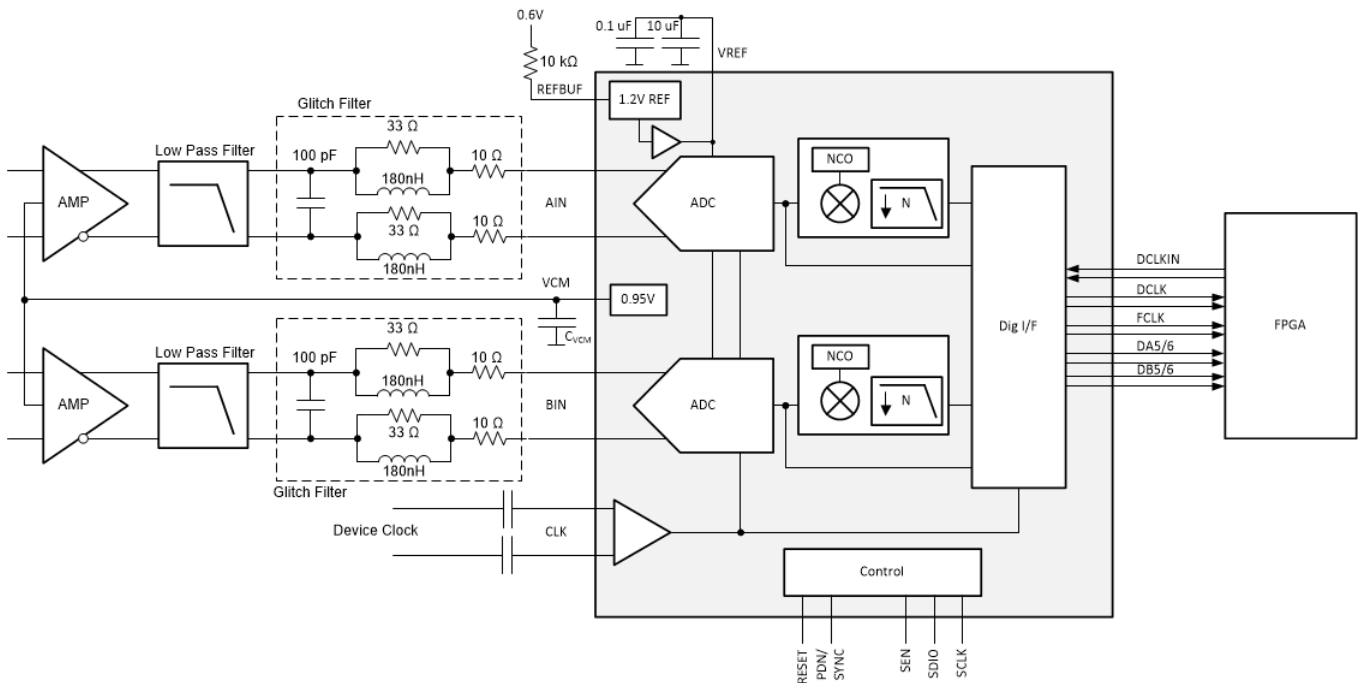 0.6V
0.1 uF
10 uF
VREF
10 kΩ
REFBUF
1.2V REF
Glitch Filter
33 Ω
Low Pass Filter
100 pF
10 Ω
180nH
AMP
33 Ω
10 Ω
180nH
AIN
ADC
NCO
N
VCM
0.95V
CVCM
Dig I/F
DCLKIN
DCLK
FCLK
DA5/6
DB5/6
FPGA
33 Ω
Low Pass Filter
100 pF
10 Ω
180nH
AMP
33 Ω
10 Ω
180nH
BIN
ADC
NCO
N
Glitch Filter
Device Clock
CLK
Control
RESET
PDN/
SYNC
SEN
SDIO
SCLK